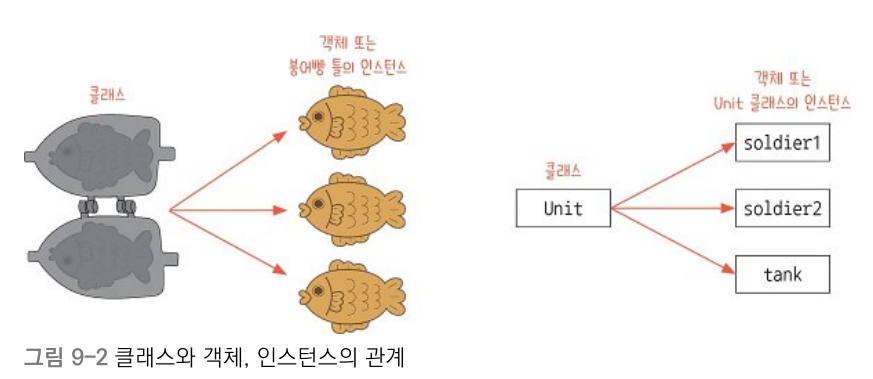 클래스
객체 또는
붕어빵 틀의 인스턴스
클래스
Unit
객체 또는
Unit 클래스의 인스턴스
soldier1
soldier2
tank
그림 9-2 클래스와 객체, 인스턴스의 관계